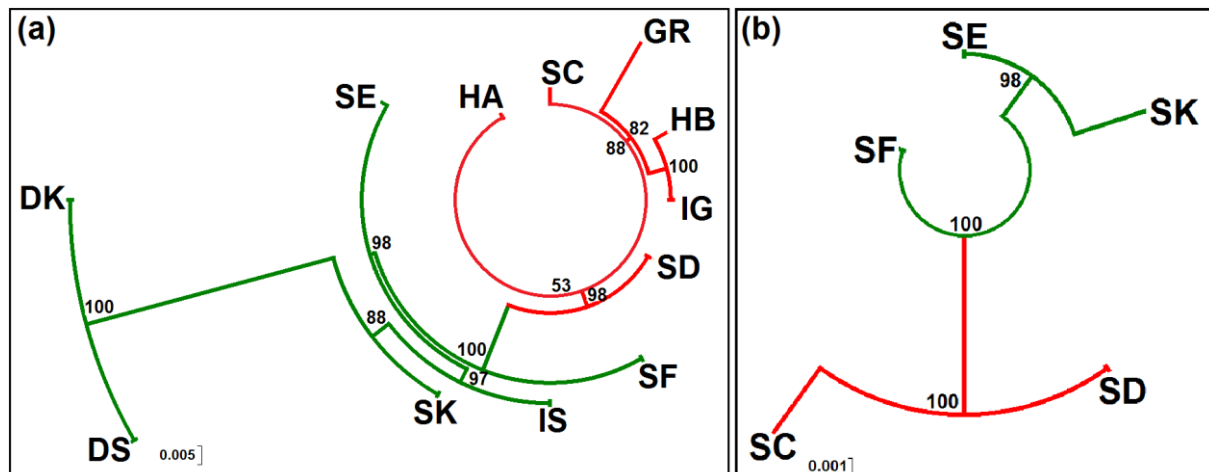 (a)
GR
SC
SE
HA
HB
82
88
100
IG
DK
SD
98
53
98
100
100
88
97
SF
SK
IS
DS
0.005
(b)
SE
98
SK
SF
100
SD
100
SC
0.001